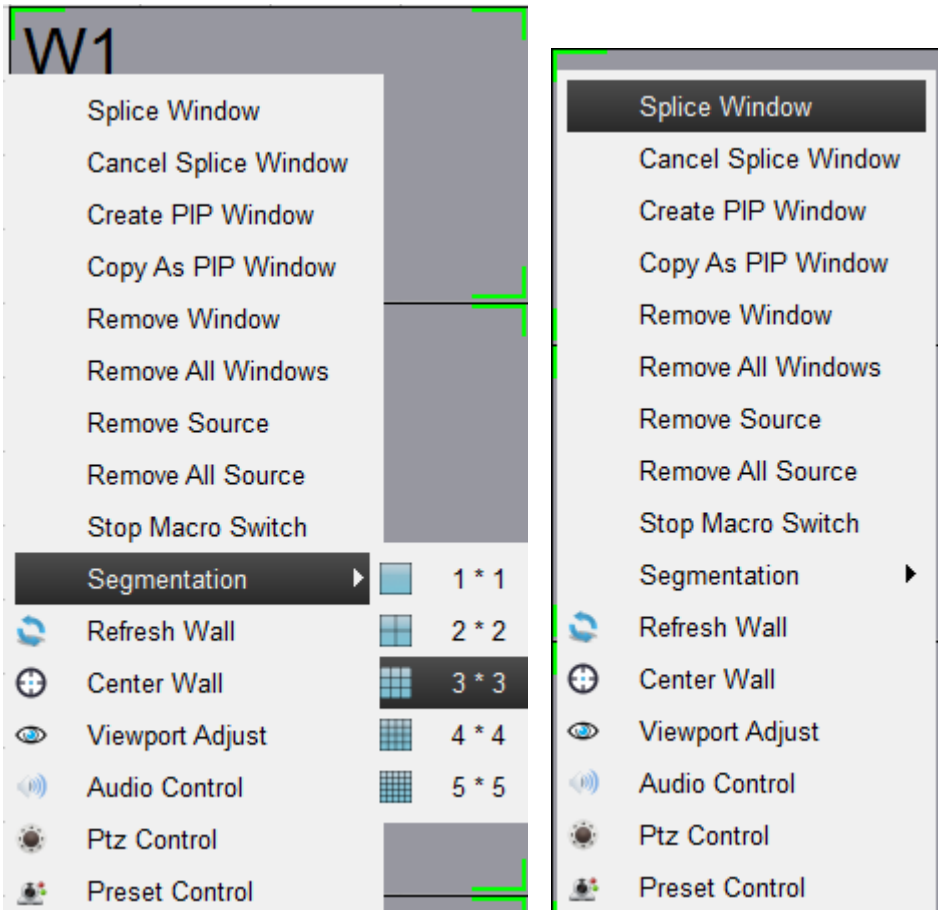 W1
Splice Window
Cancel Splice Window
Create PIP Window
Copy As PIP Window
Remove Window
Remove All Windows
Remove Source
Remove All Source
Stop Macro Switch
Segmentation
Refresh Wall
Center Wall
Viewport Adjust
Audio Control
Ptz Control
Preset Control
1 * 1
2 * 2
3 * 3
4 * 4
5 * 5
Splice Window
Cancel Splice Window
Create PIP Window
Copy As PIP Window
Remove Window
Remove All Windows
Remove Source
Remove All Source
Stop Macro Switch
Segmentation
Refresh Wall
Center Wall
Viewport Adjust
Audio Control
Ptz Control
Preset Control